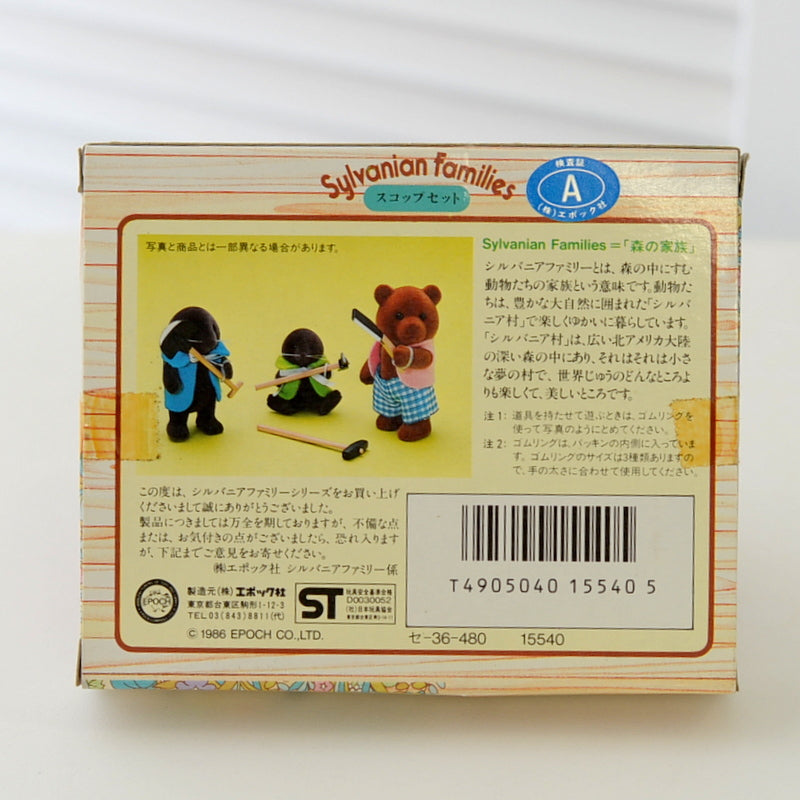 Sylvanian Families
スコップセット
検査証
A
(株)エポック社
写真と商品とは一部異なる場合があります。
Sylvanian Families=「森の家族」
シルバニアファミリーとは、森の中にすむ
動物たちの家族という意味です。動物た
ちは、豊かな大自然に囲まれた「シルバ
ニア村」で楽しくゆかいに暮らしています。
「シルバニア村」は、広い北アメリカ大陸
の深い森の中にあり、それはそれは小さ
な夢の村で、世界じゅうのどんなところよ
りも楽しくて、美しいところです。
注1:道具を持たせて遊ぶときは、ゴムリングを
使って写真のようにとめてください。
注2:ゴムリングは、パッキンの内側に入っていま
す。ゴムリングのサイズは3種類ありますの
で、手の太さに合わせて使用してください。
この度は、シルバニアファミリーシリーズをお買い上げ
くださいまして誠にありがとうございました。
製品につきましては万全を期しておりますが、不備な点
または、お気付きの点がございましたら、恐れ入ります
が、下記までご意見をお寄せください。
(株)エポック社 シルバニアファミリー係
EPOCH
製造元(株)エポック社
東京都台東区駒形1-12-3
TEL.03(843)8811(代)
© 1986 EPOCH CO.,LTD.
ST
玩具安全基準合格
D0030052
(社)日本玩具協会
T4905040 15540 5
セ-36-480 15540